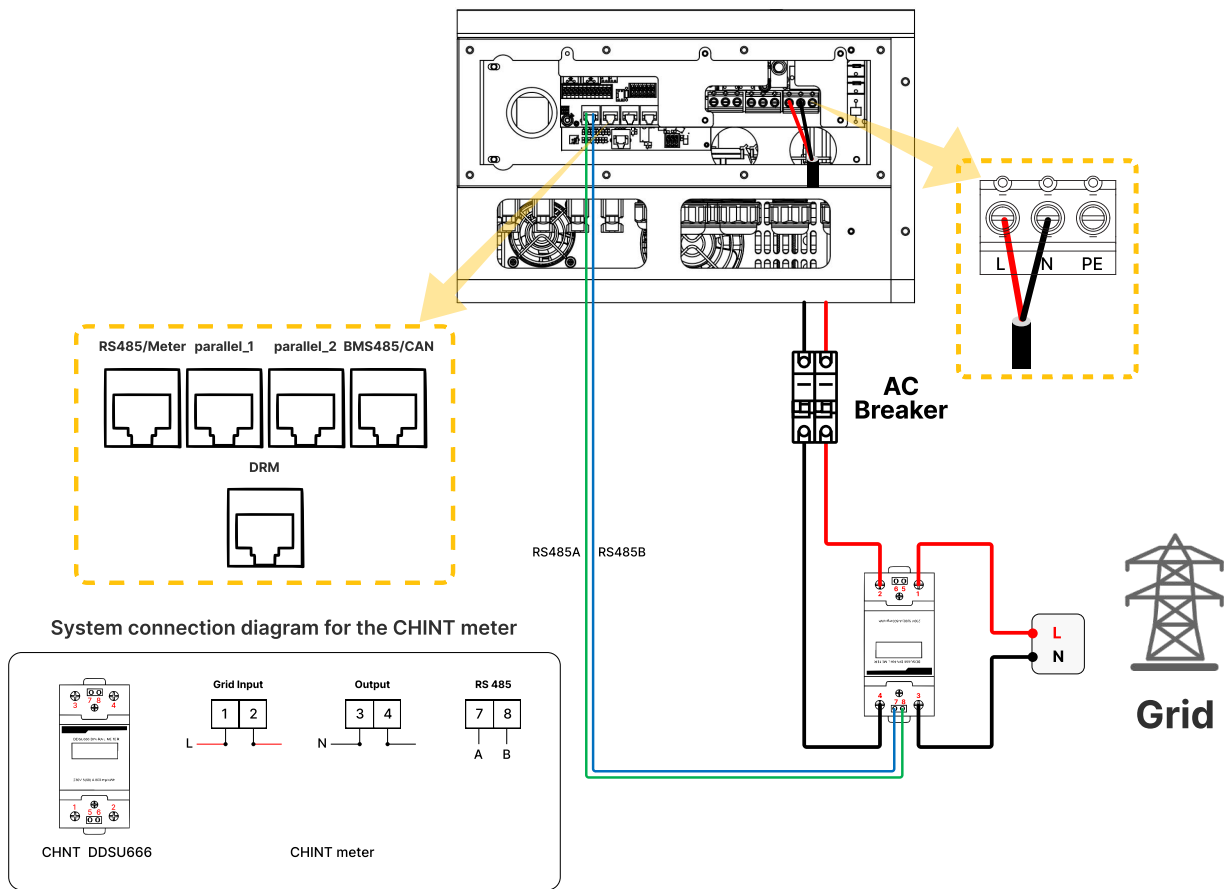 L N PE
RS485/Meter parallel_1 parallel_2 BMS485/CAN
DRM
AC
Breaker
RS485A RS485B
2 6 5 1
4 7 8 3
L
N
Grid
System connection diagram for the CHINT meter
3 7 8 4
1 5 6 2
CHNT DDSU666
Grid Input
1 2
L
Output
3 4
N
RS 485
7 8
A B
CHINT meter